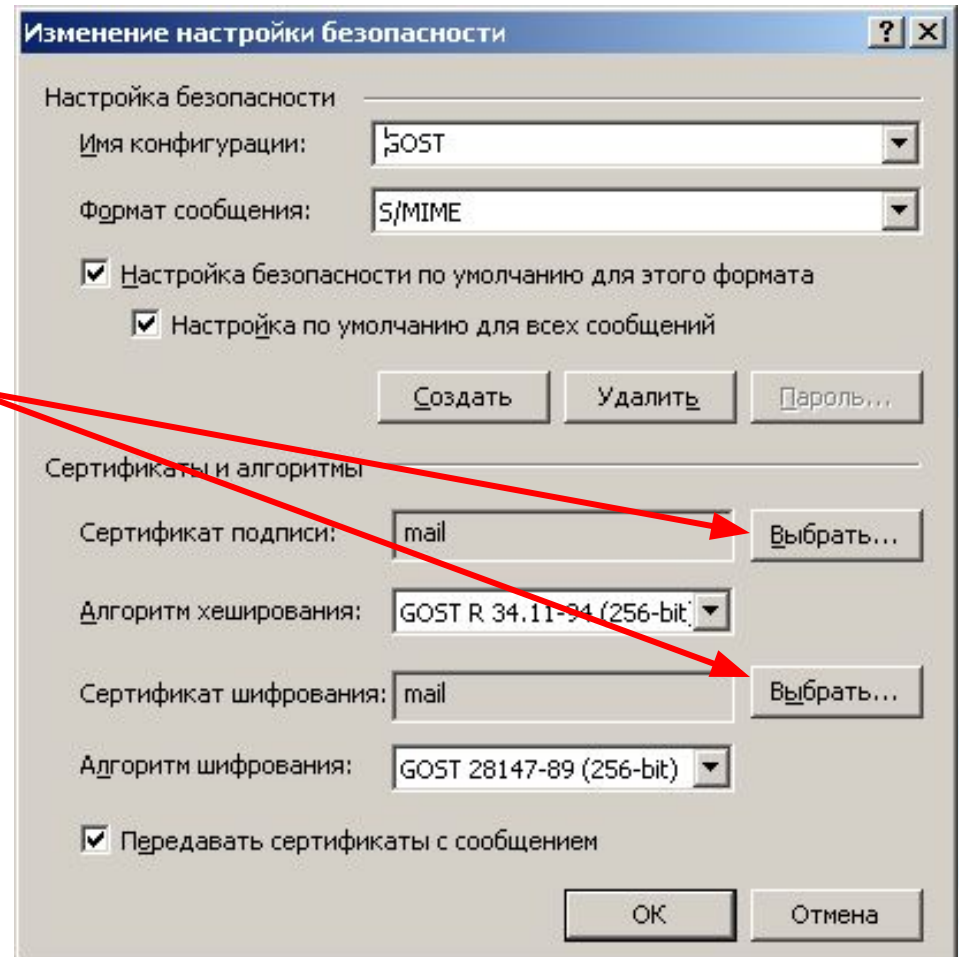 Изменение настройки безопасности
Настройка безопасности
Имя конфигурации: GOST
Формат сообщения: S/MIME
Настройка безопасности по умолчанию для этого формата
Настройка по умолчанию для всех сообщений
Создать Удалить Пароль...
Сертификаты и алгоритмы
Сертификат подписи: mail Выбрать...
Алгоритм хеширования: GOST R 34.11-94 (256-bit)
Сертификат шифрования: mail Выбрать...
Алгоритм шифрования: GOST 28147-89 (256-bit)
Передавать сертификаты с сообщением
ОК Отмена